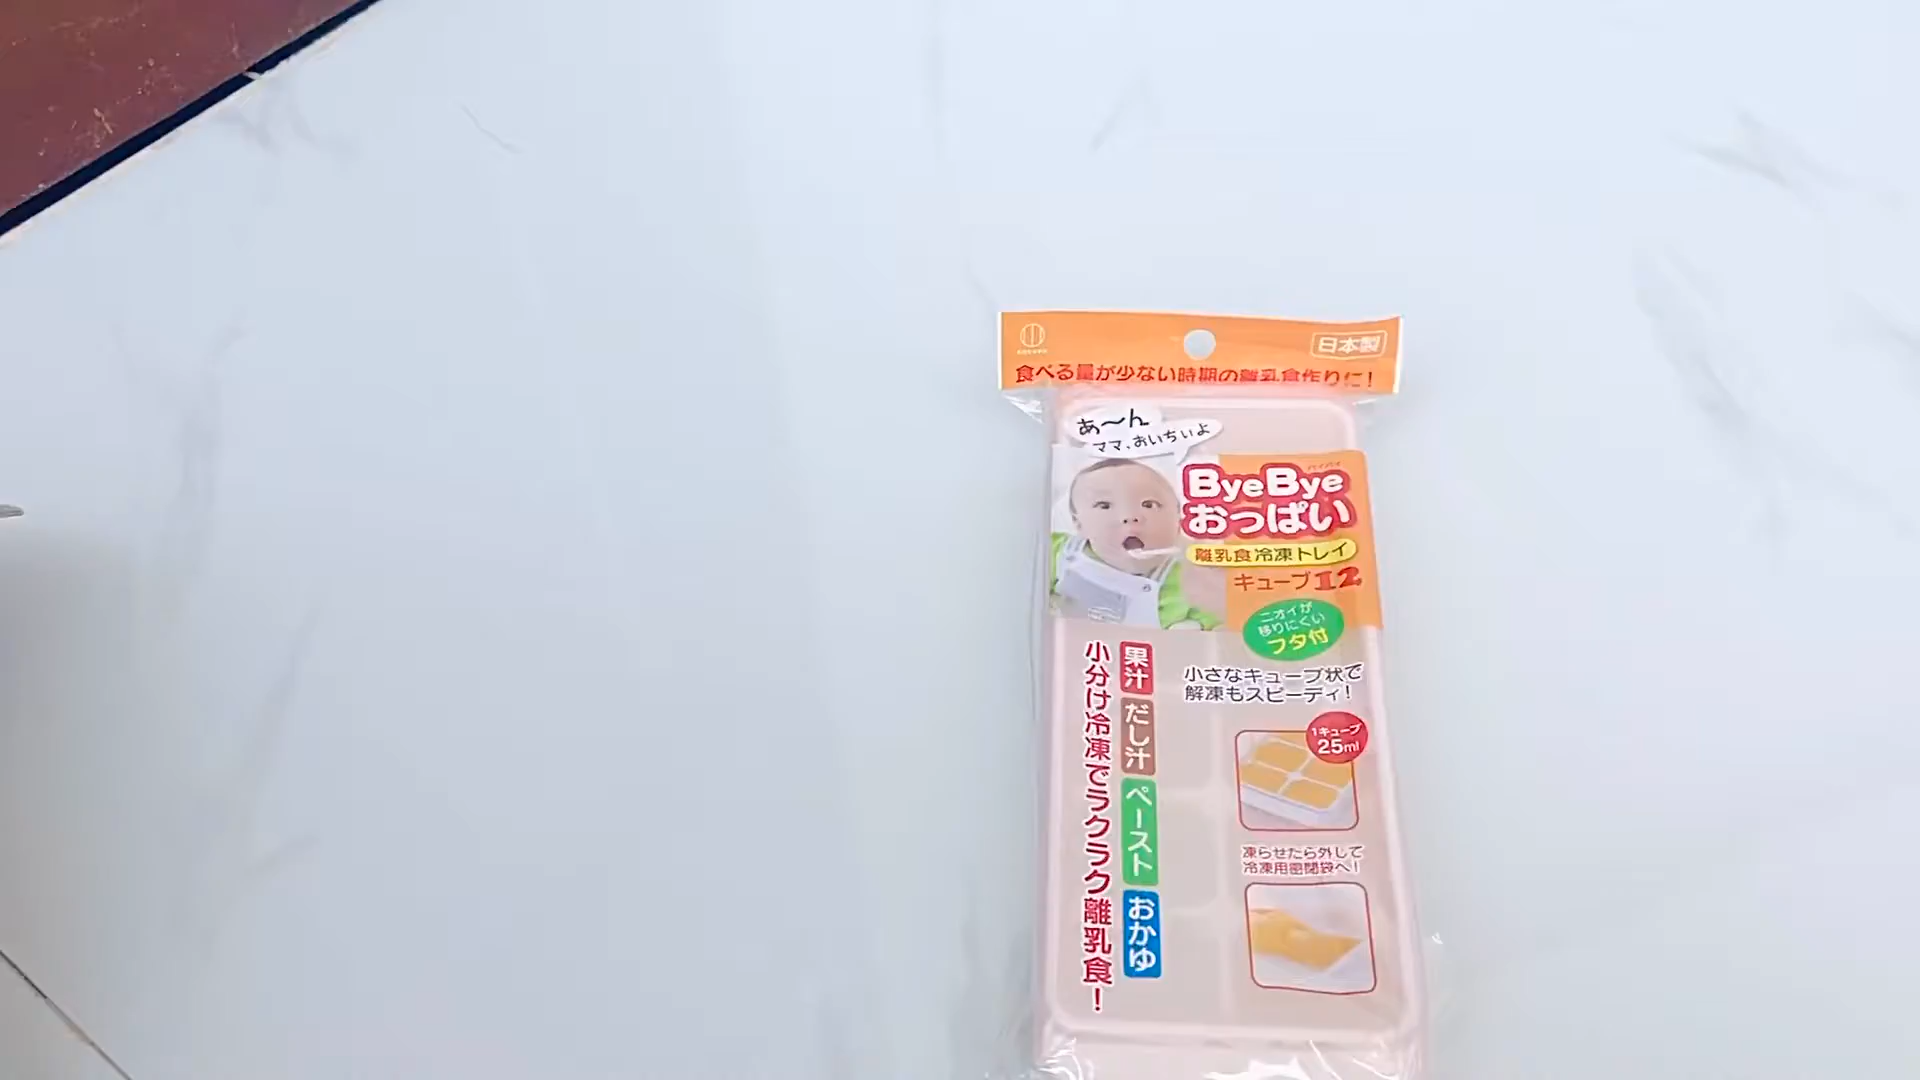 日本製
食べる量が少ない時期の離乳食作りに!
あ〜ん
ママ、おいちぃよ
ByeBye
おっぱい
離乳食冷凍トレイ
キューブ12
ニオイが
移りにくい
フタ付
果汁 だし汁 ペースト おかゆ
小分け冷凍でラクラク離乳食!
小さなキューブ状で
解凍もスピーディ!
1キューブ
25ml
凍らせたら外して
冷凍用密閉袋へ!